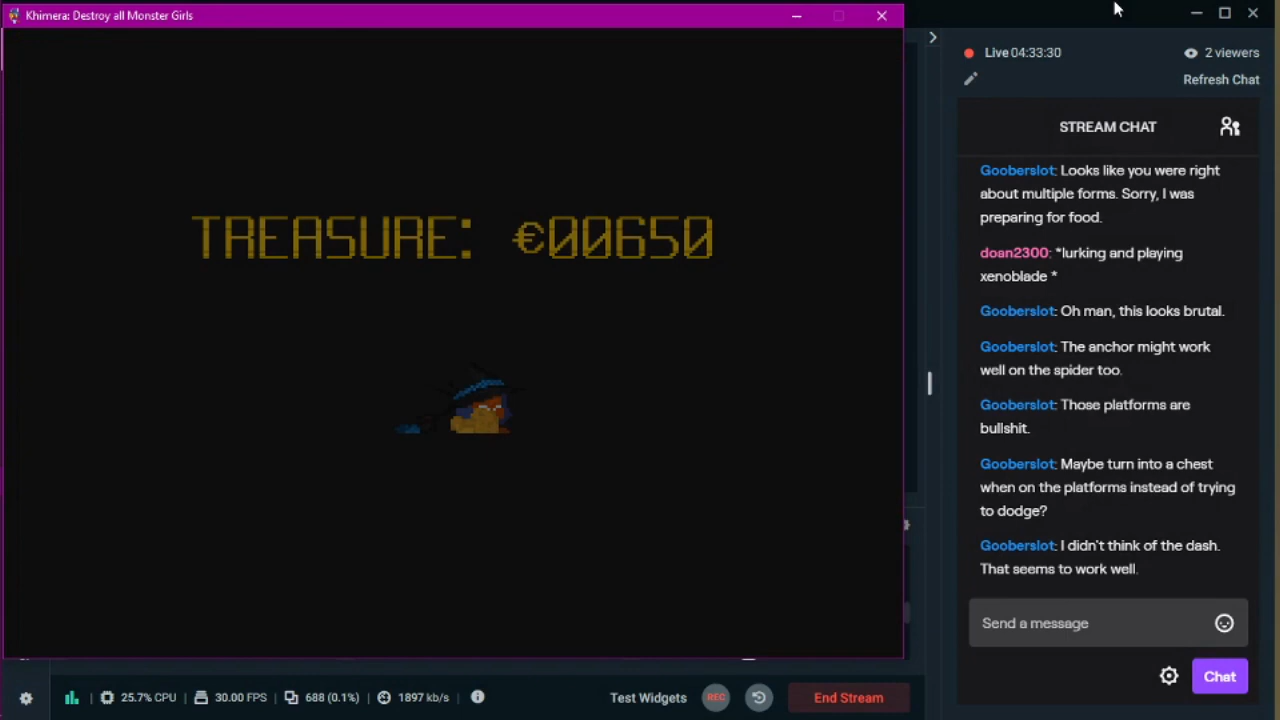 Khimera: Destroy all Monster Girls
Live 04:33:30
2 viewers
Refresh Chat
STREAM CHAT
TREASURE: €00650
Gooberslot: Looks like you were right
about multiple forms. Sorry, I was
preparing for food.
doan2300: *lurking and playing
xenoblade *
Gooberslot: Oh man, this looks brutal.
Gooberslot: The anchor might work
well on the spider too.
Gooberslot: Those platforms are
bullshit.
Gooberslot: Maybe turn into a chest
when on the platforms instead of trying
to dodge?
Gooberslot: I didn't think of the dash.
That seems to work well.
Send a message
Chat
25.7% CPU
30.00 FPS
688 (0.1%)
1897 kb/s
Test Widgets
REC
End Stream